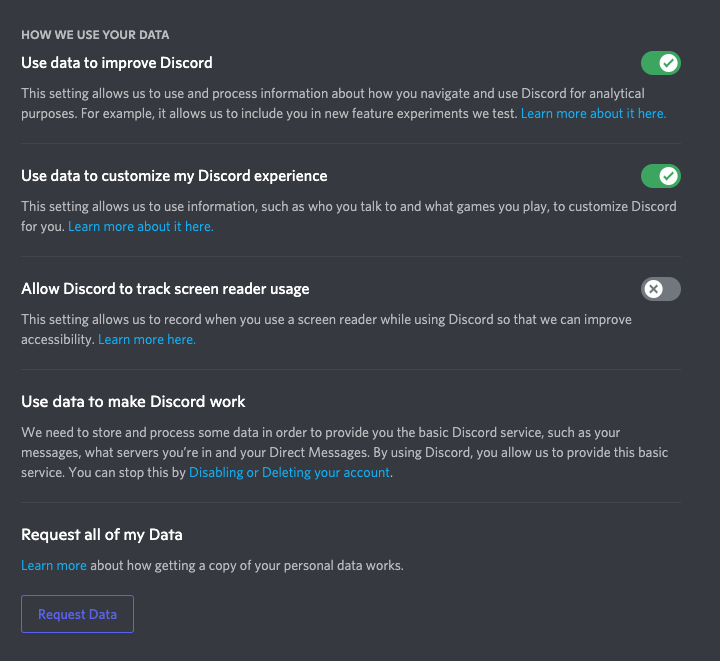 HOW WE USE YOUR DATA
Use data to improve Discord
This setting allows us to use and process information about how you navigate and use Discord for analytical
purposes. For example, it allows us to include you in new feature experiments we test. Learn more about it here.
Use data to customize my Discord experience
This setting allows us to use information, such as who you talk to and what games you play, to customize Discord
for you. Learn more about it here.
Allow Discord to track screen reader usage
This setting allows us to record when you use a screen reader while using Discord so that we can improve
accessibility. Learn more here.
Use data to make Discord work
We need to store and process some data in order to provide you the basic Discord service, such as your
messages, what servers you're in and your Direct Messages. By using Discord, you allow us to provide this basic
service. You can stop this by Disabling or Deleting your account.
Request all of my Data
Learn more about how getting a copy of your personal data works.
Request Data